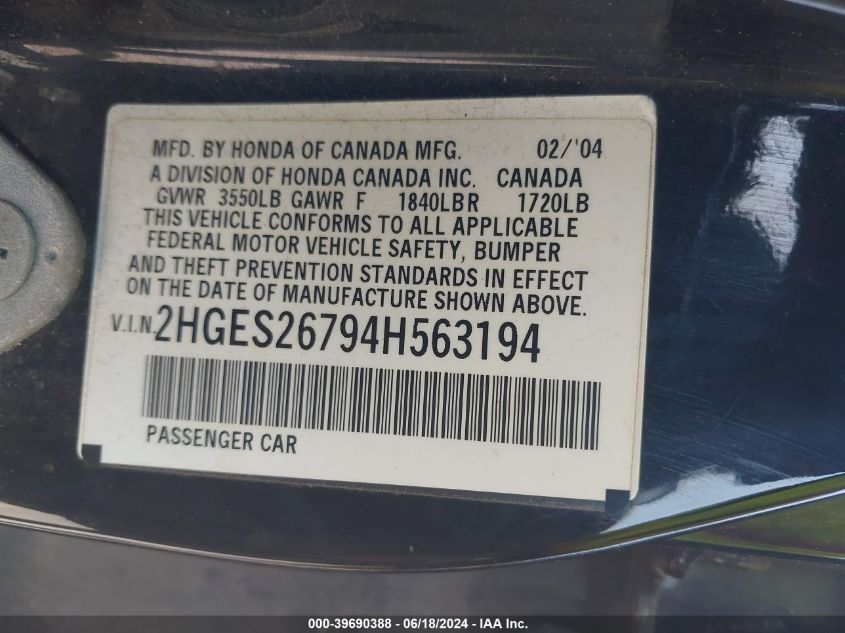 MFD. BY HONDA OF CANADA MFG. 02/'04
A DIVISION OF HONDA CANADA INC. CANADA
GVWR 3550LB GAWR F 1840LB R 1720LB
THIS VEHICLE CONFORMS TO ALL APPLICABLE
FEDERAL MOTOR VEHICLE SAFETY, BUMPER
AND THEFT PREVENTION STANDARDS IN EFFECT
ON THE DATE OF MANUFACTURE SHOWN ABOVE.
V.I.N. 2HGES26794H563194
PASSENGER CAR
000-39690388 - 06/18/2024 - IAA Inc.